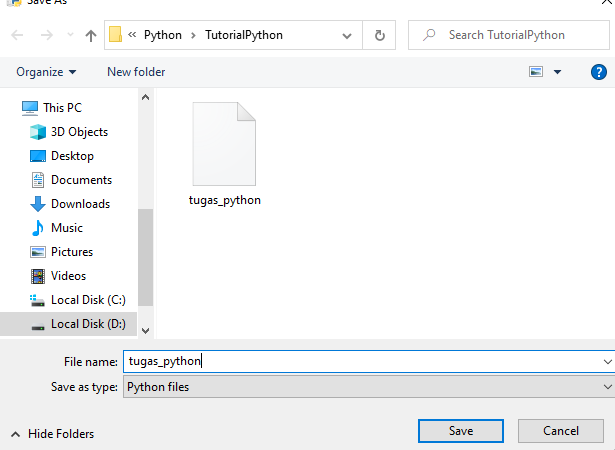 Save As
« Python > TutorialPython
Search TutorialPython
Organize
New folder
?
This PC
3D Objects
Desktop
Documents
Downloads
Music
Pictures
Videos
Local Disk (C:)
Local Disk (D:)
tugas_python
File name: tugas_python
Save as type: Python files
Hide Folders
Save
Cancel